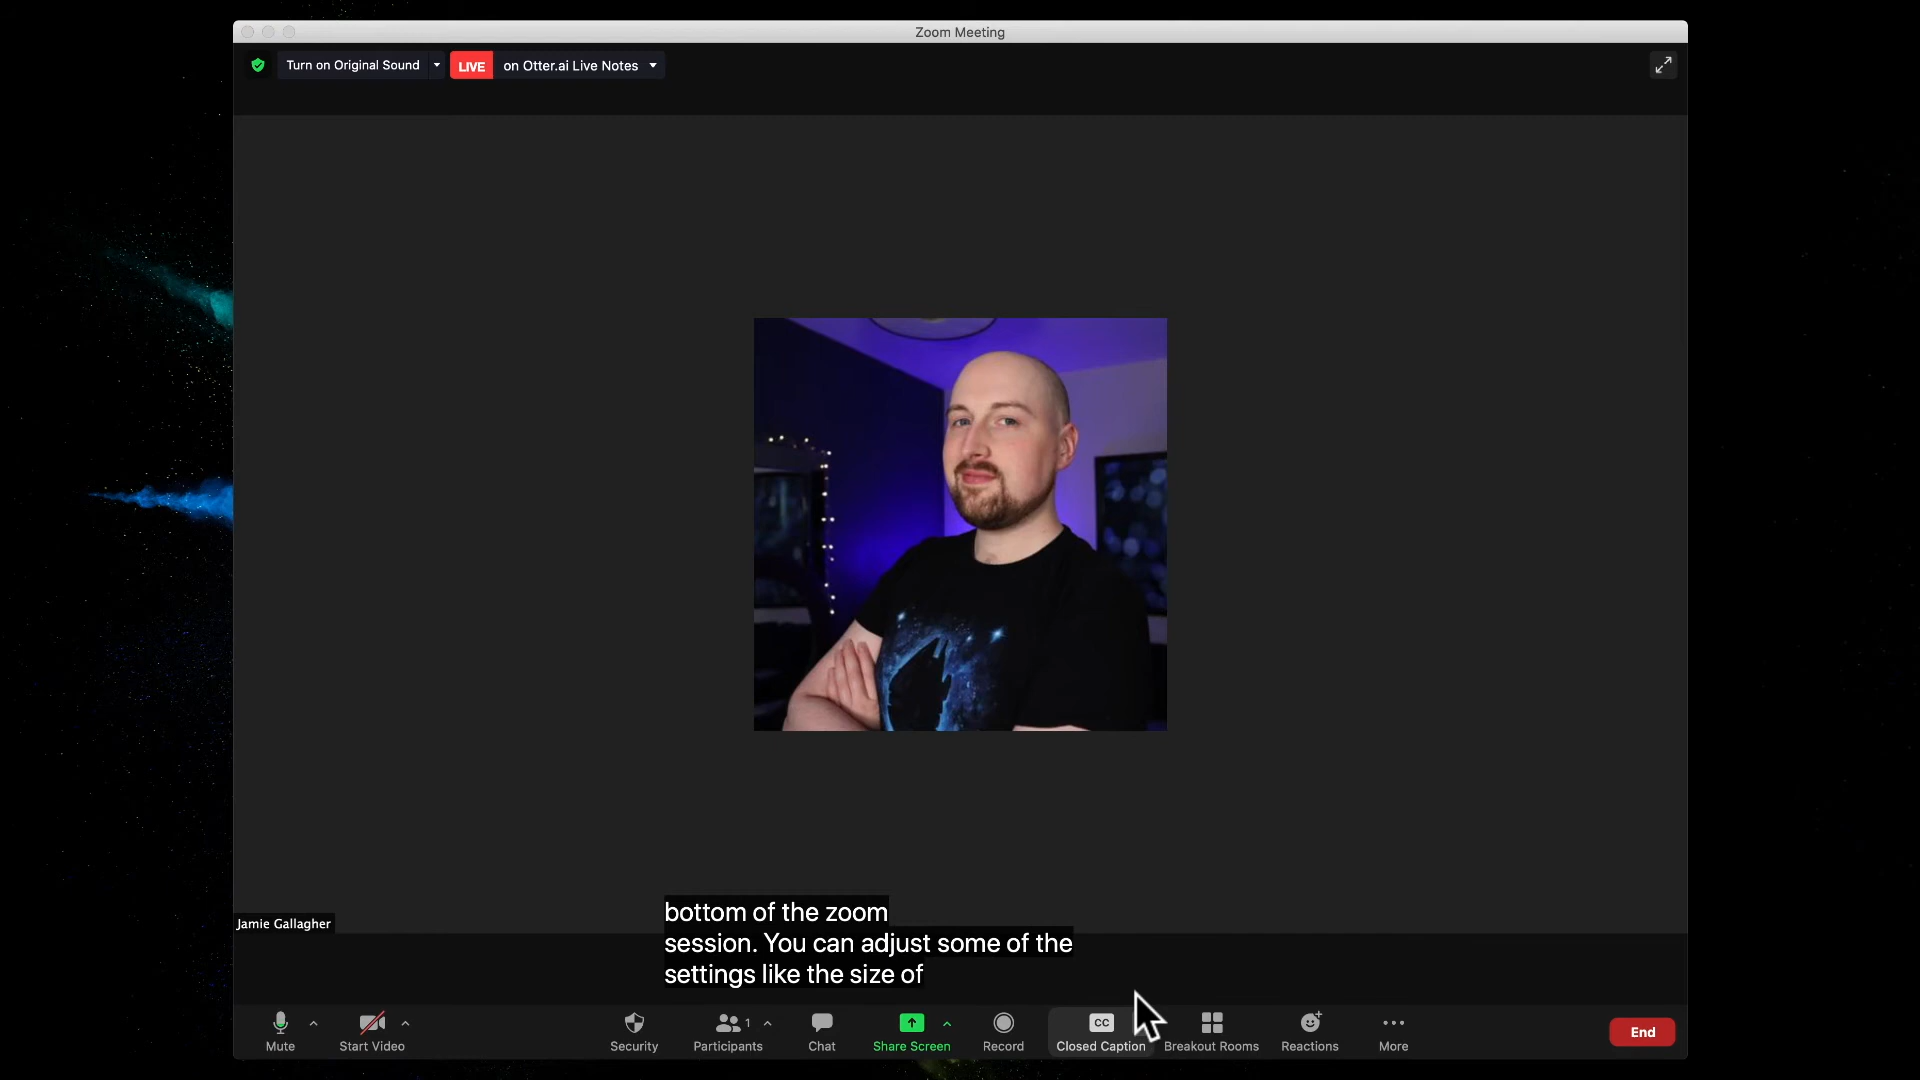 Zoom Meeting
Turn on Original Sound
LIVE on Otter.ai Live Notes
Jamie Gallagher
bottom of the zoom
session. You can adjust some of the
settings like the size of
1
CC
Mute Start Video Security Participants Chat Share Screen Record Closed Caption Breakout Rooms Reactions More End